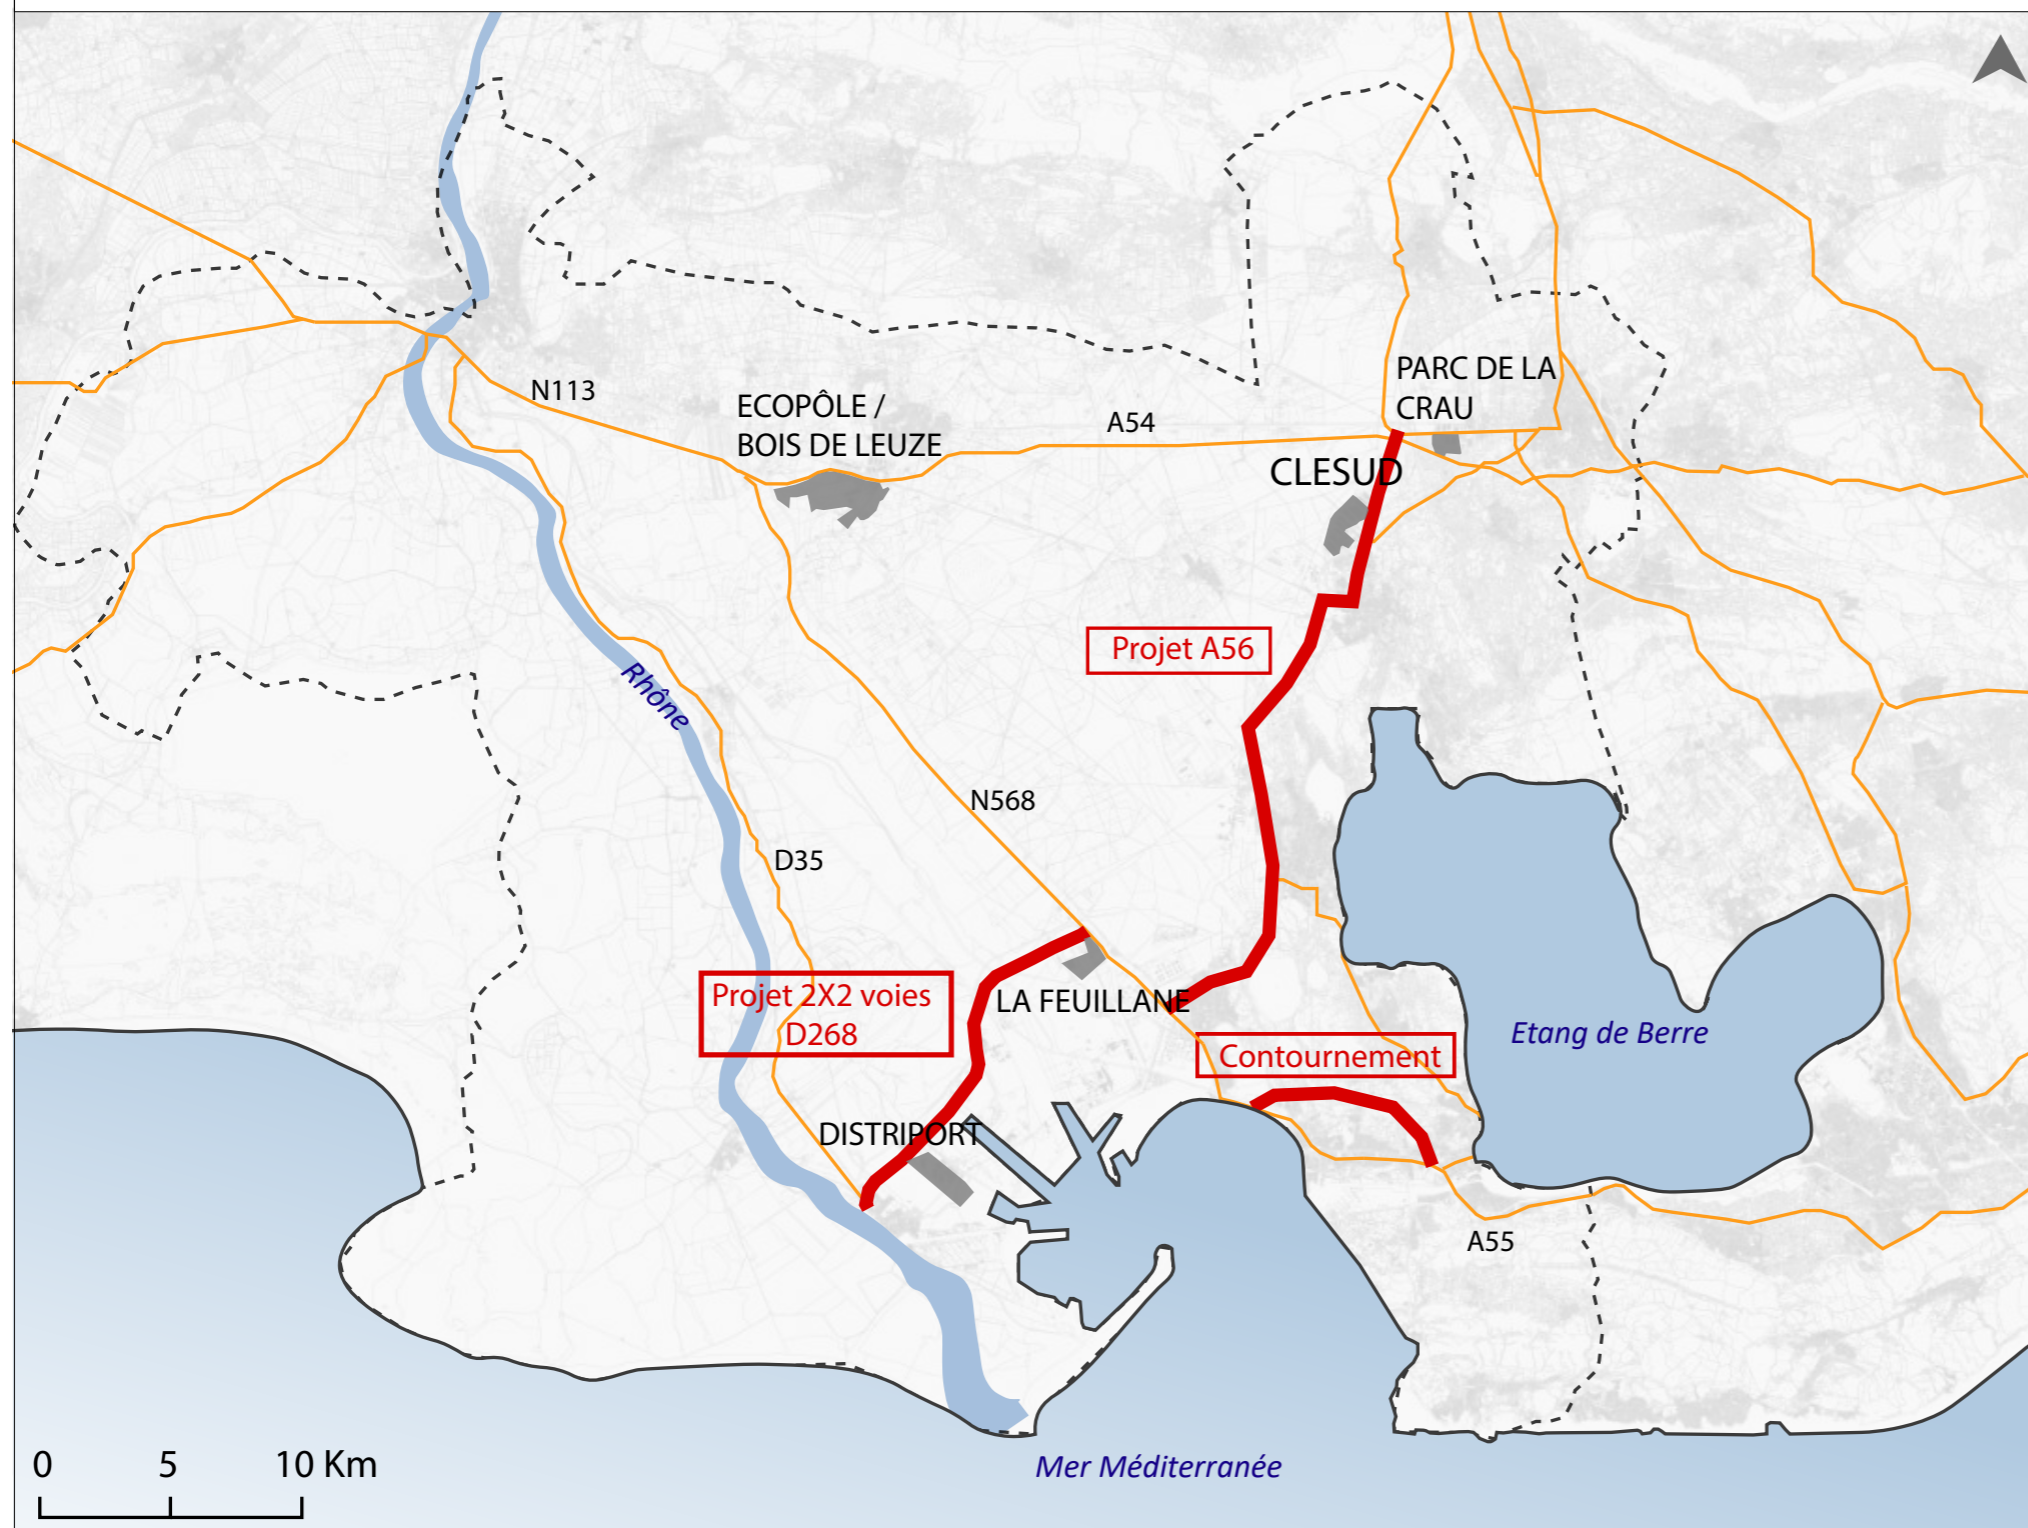 PARC DE LA
CRAU
N113
ECOPÔLE /
BOIS DE LEUZE
A54
CLESUD
Projet A56
Rhône
N568
D35
Projet 2X2 voies
D268
LA FEUILLANE
Etang de Berre
Contournement
DISTRIPORT
A55
0 5 10 Km
Mer Méditerranée